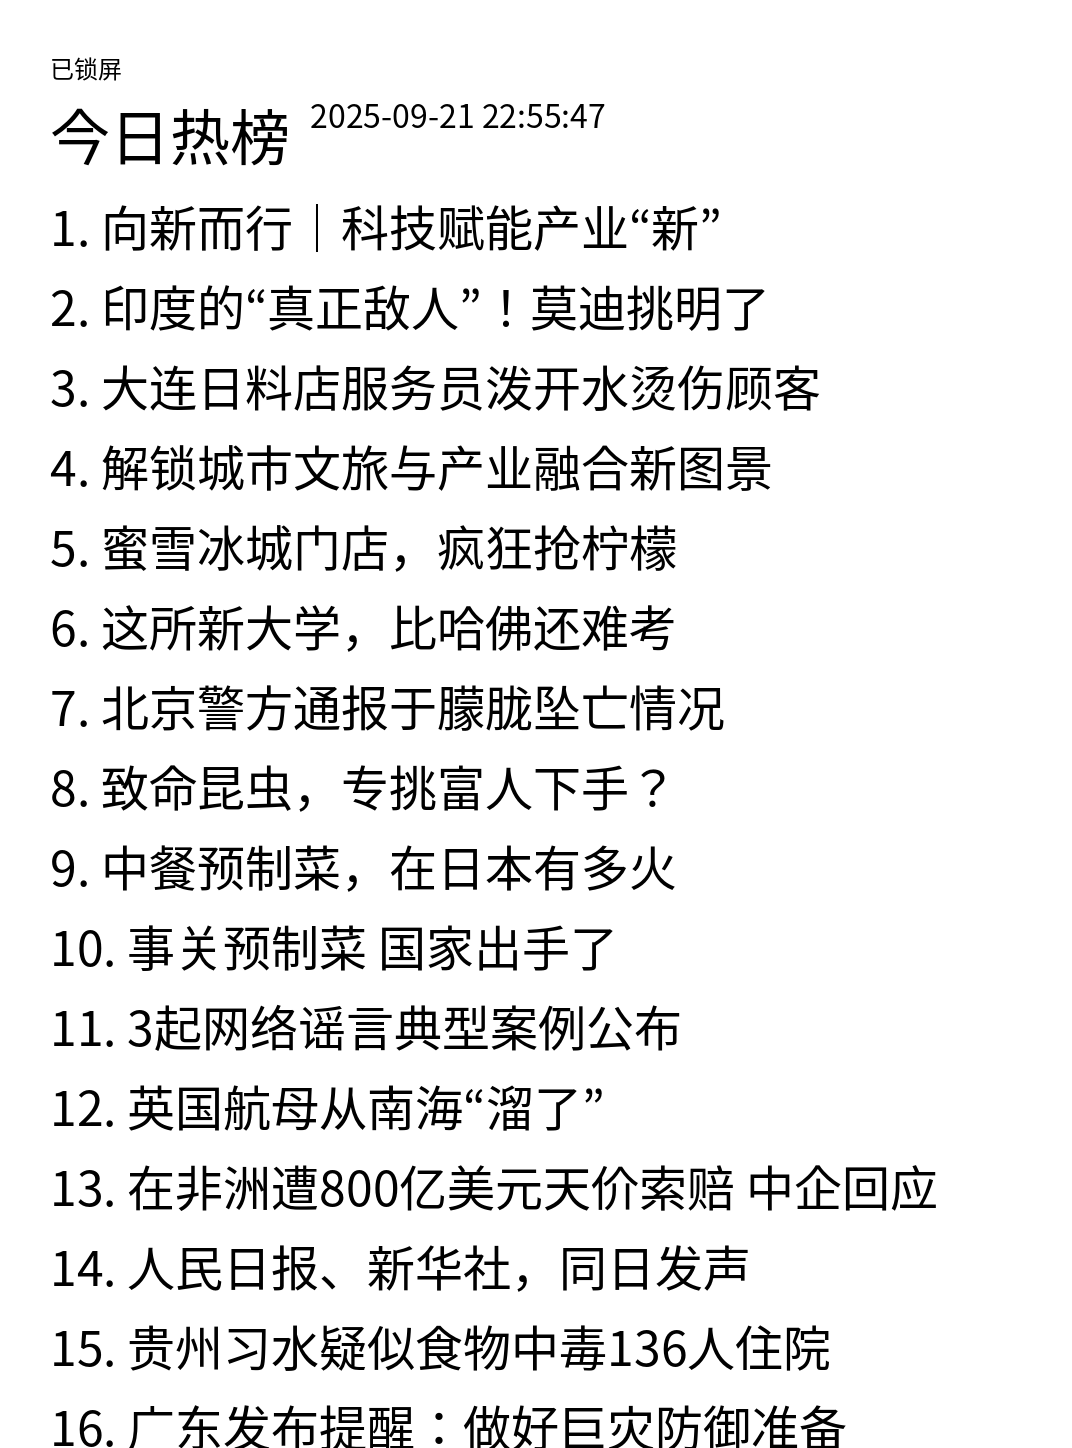 已锁屏
今日热榜 2025-09-21 22:55:47
1. 向新而行｜科技赋能产业“新”
2. 印度的“真正敌人”！莫迪挑明了
3. 大连日料店服务员泼开水烫伤顾客
4. 解锁城市文旅与产业融合新图景
5. 蜜雪冰城门店，疯狂抢柠檬
6. 这所新大学，比哈佛还难考
7. 北京警方通报于朦胧坠亡情况
8. 致命昆虫，专挑富人下手？
9. 中餐预制菜，在日本有多火
10. 事关预制菜 国家出手了
11. 3起网络谣言典型案例公布
12. 英国航母从南海“溜了”
13. 在非洲遭800亿美元天价索赔 中企回应
14. 人民日报、新华社，同日发声
15. 贵州习水疑似食物中毒136人住院
16. 广东发布提醒：做好巨灾防御准备